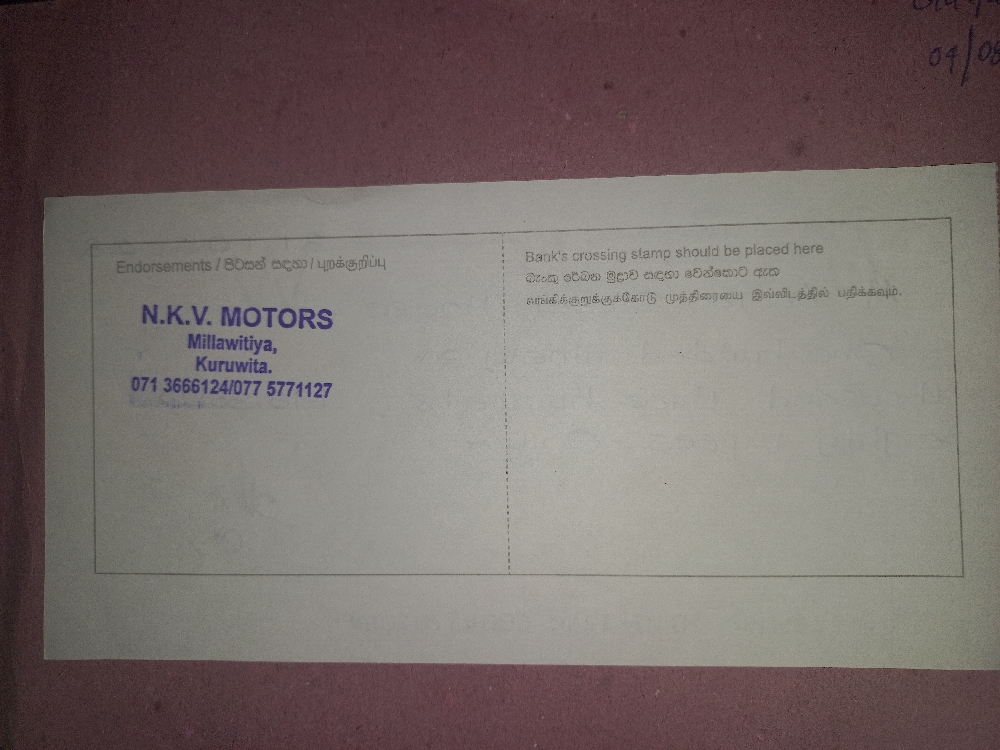 09/08
Endorsements / පිටසන් සඳහා / புறக்குறிப்பு
N.K.V. MOTORS
Millawitiya,
Kuruwita.
071 3666124/077 5771127
Bank's crossing stamp should be placed here
බැංකු රේඛන මුද්‍රාව සඳහා වෙන්කොට ඇත
வங்கிக்குறுக்குக்கோடு முத்திரையை இவ்விடத்தில் பதிக்கவும்.